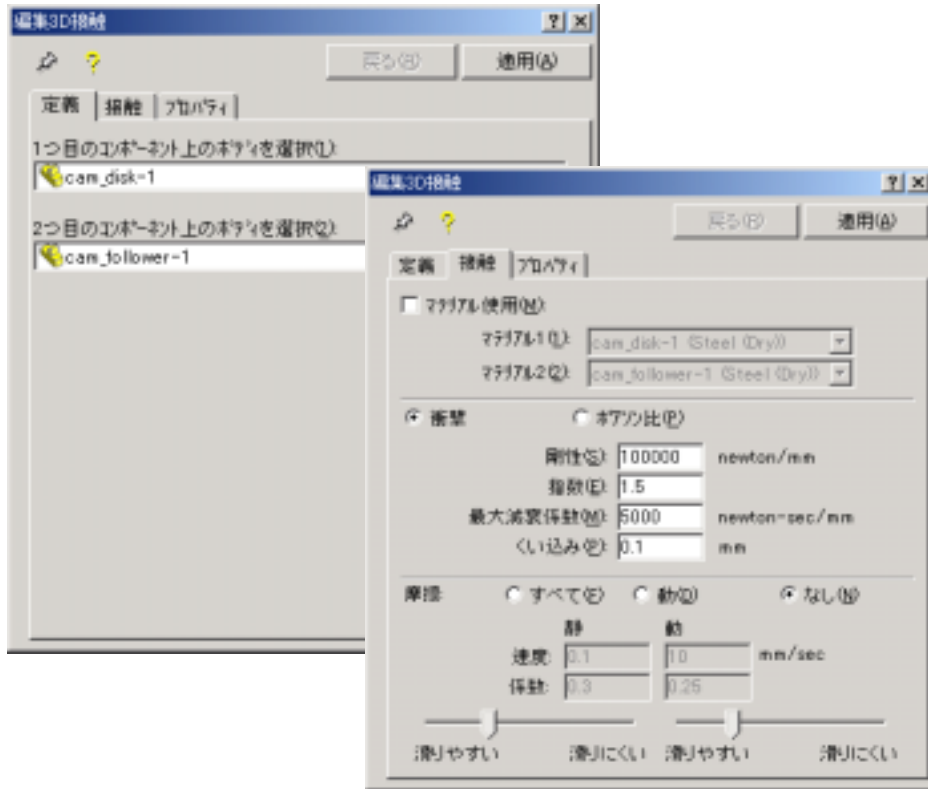 編集3D接触
戻る(B) 適用(A)
定義 接触 プロパティ
1つ目のコンポーネント上のボディを選択(1):
cam_disk-1
2つ目のコンポーネント上のボディを選択(2):
cam_follower-1
編集3D接触
戻る(B) 適用(A)
定義 接触 プロパティ
マテリアル使用(M):
マテリアル1(1): cam_disk-1 (Steel (Dry))
マテリアル2(2): cam_follower-1 (Steel (Dry))
衝撃 ポアソン比(P)
剛性(S): 100000 newton/mm
指数(E): 1.5
最大減衰係数(M): 5000 newton-sec/mm
くい込み(P): 0.1 mm
摩擦: すべて(F) 動(D) なし(N)
静 動
速度: 0.1 10 mm/sec
係数: 0.3 0.25
滑りやすい 滑りにくい 滑りやすい 滑りにくい